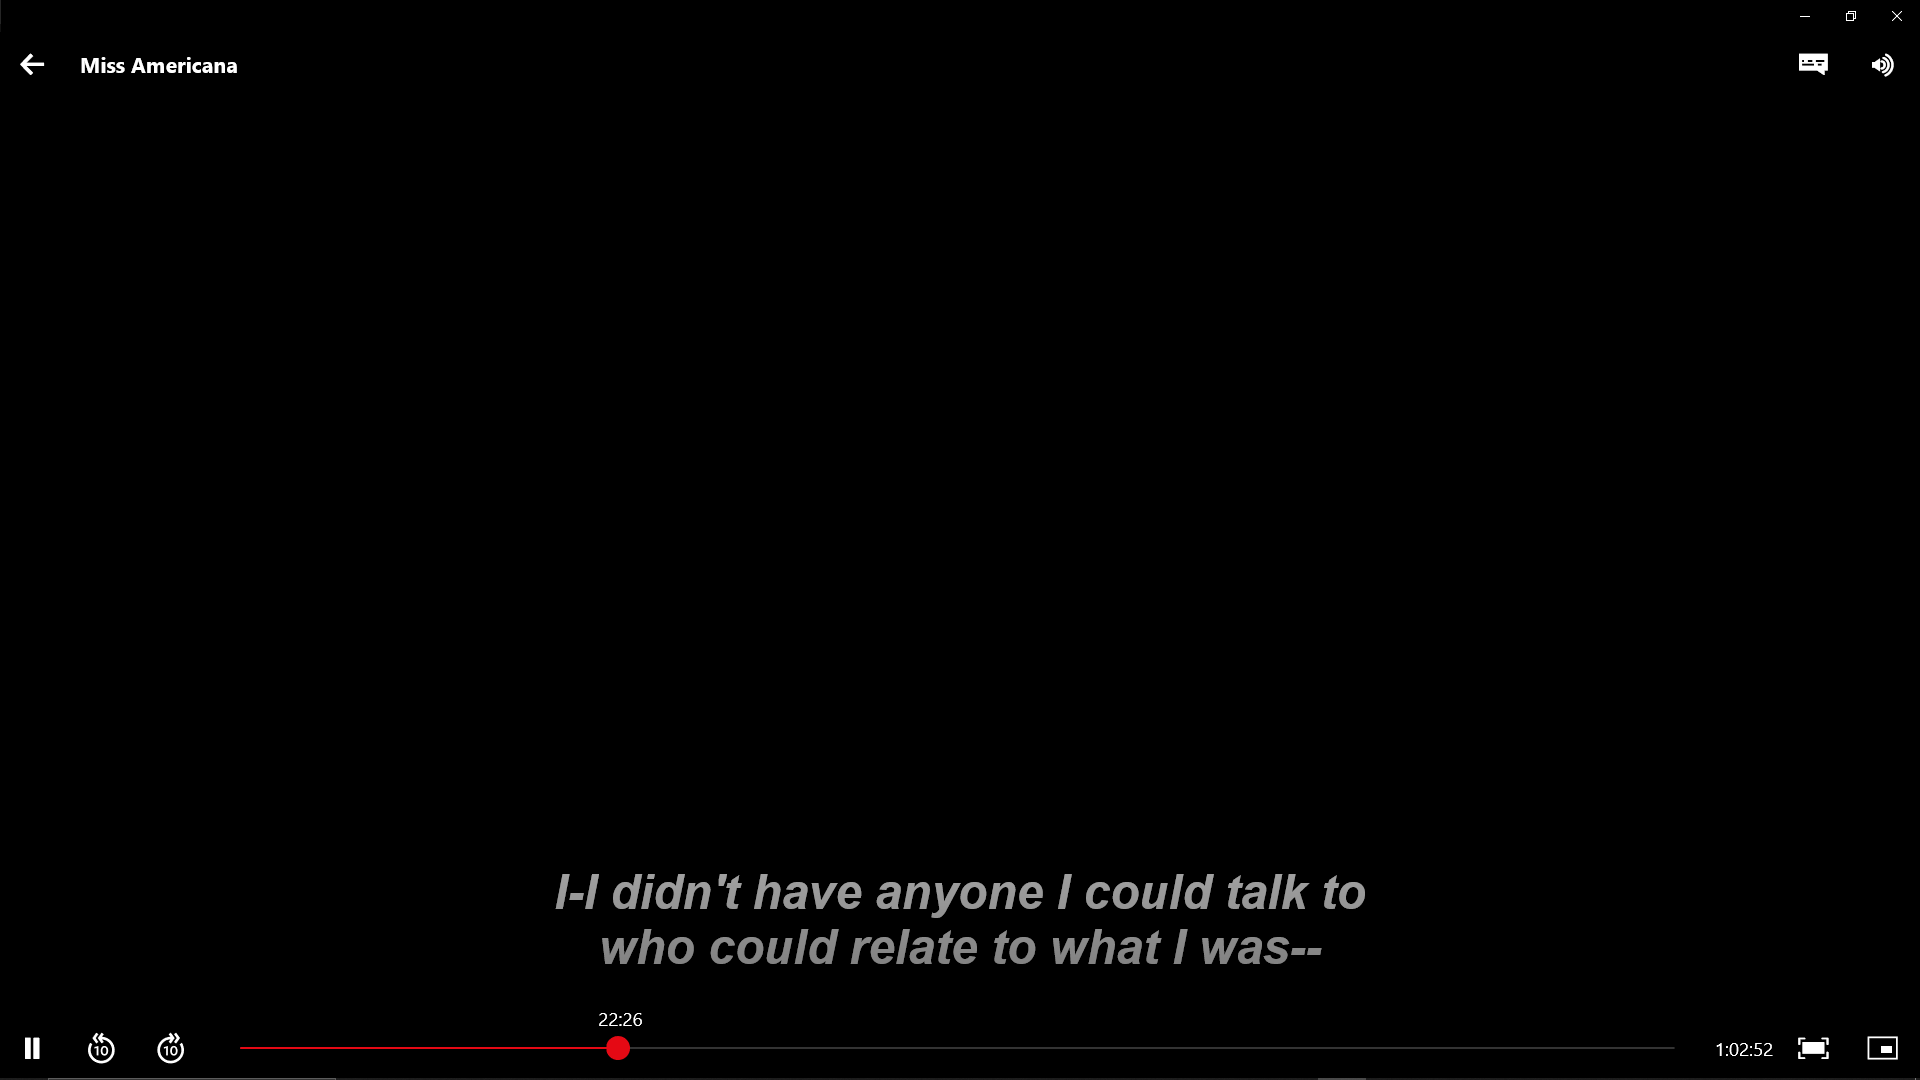 Miss Americana
I-I didn't have anyone I could talk to
who could relate to what I was--
22:26
10
10
1:02:52